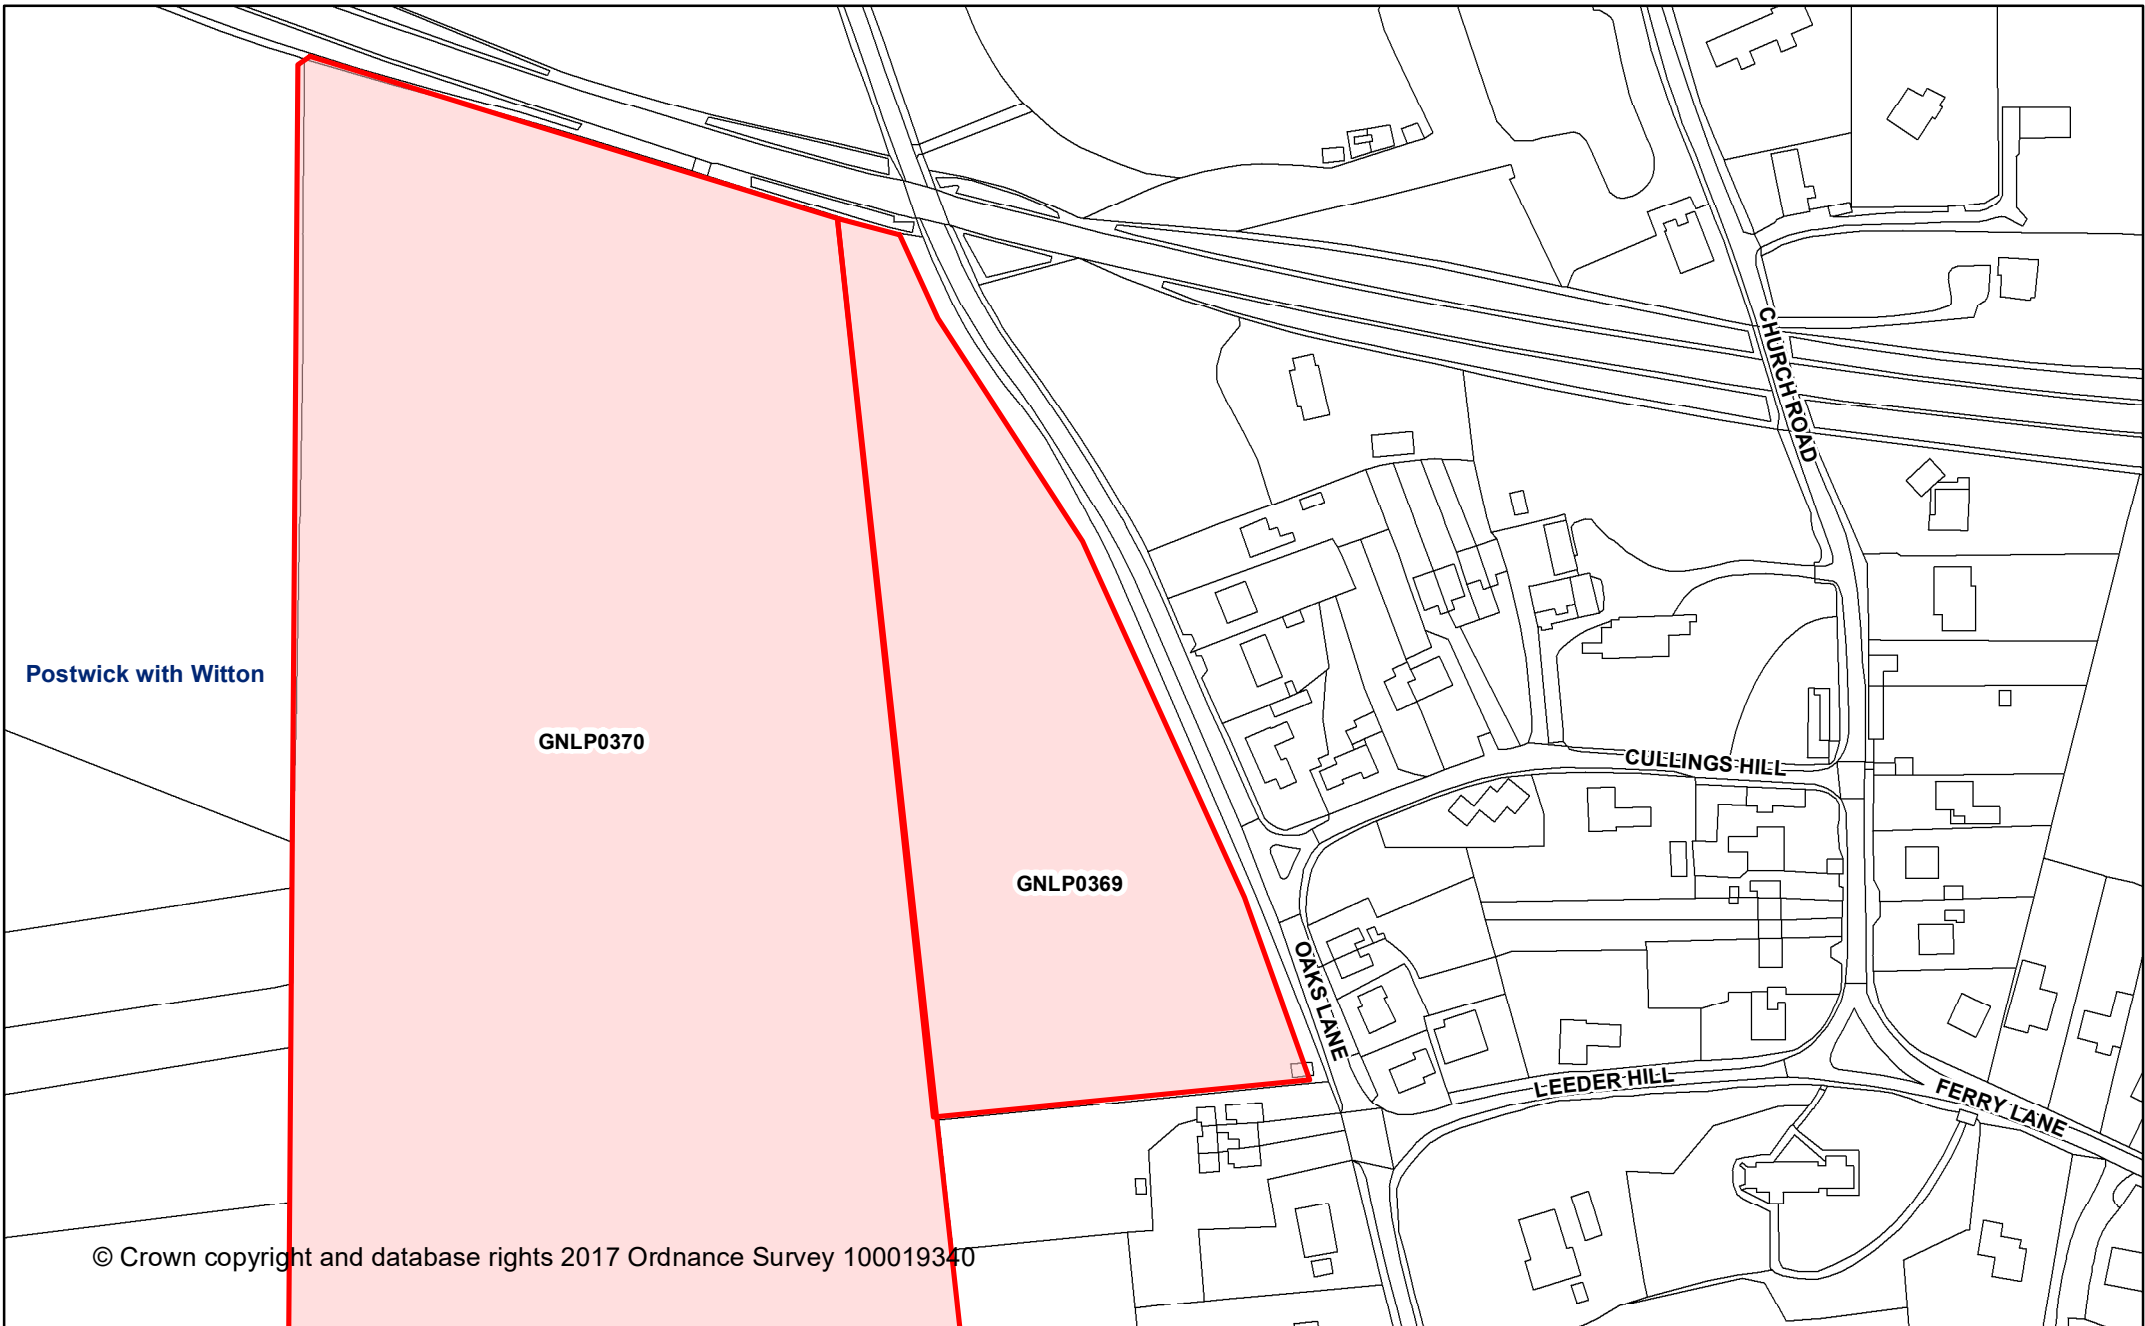 CHURCH ROAD
Postwick with Witton
GNLP0370
CULLINGS HILL
GNLP0369
OAKS LANE
LEEDER HILL
FERRY LANE
© Crown copyright and database rights 2017 Ordnance Survey 100019340